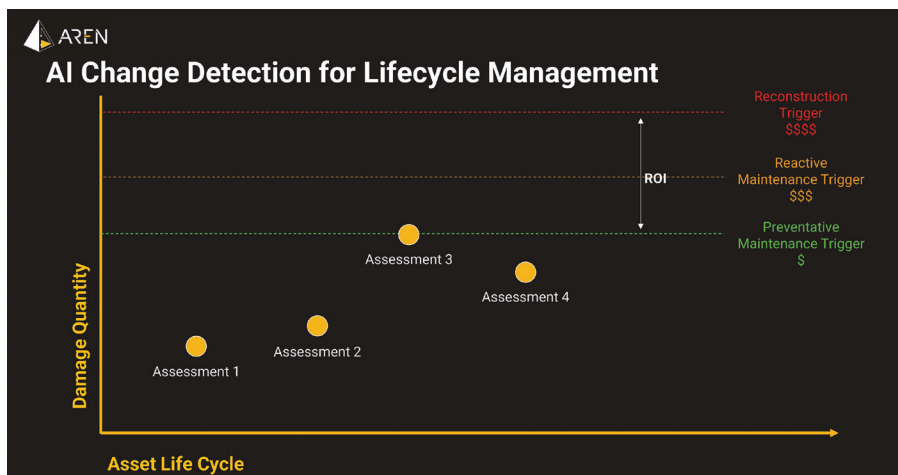 AREN
AI Change Detection for Lifecycle Management
Reconstruction
Trigger
$$$$
Reactive
Maintenance Trigger
$$$
ROI
Preventative
Maintenance Trigger
$
Assessment 3
Assessment 4
Assessment 2
Assessment 1
Damage Quantity
Asset Life Cycle